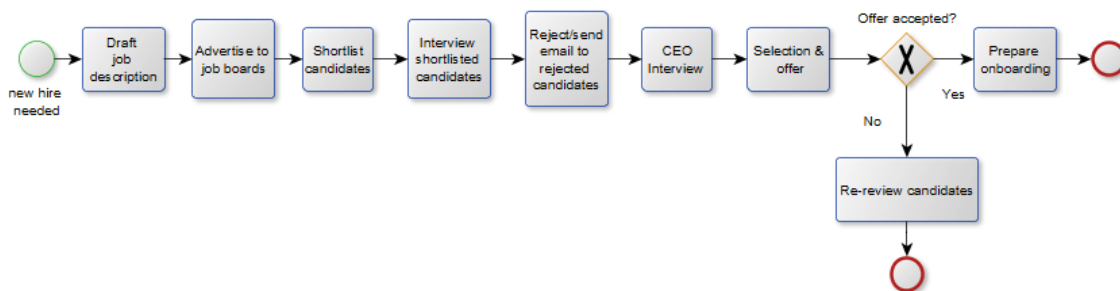 new hire
needed
Draft
job
description
Advertise to
job boards
Shortlist
candidates
Interview
shortlisted
candidates
Reject/send
email to
rejected
candidates
CEO
Interview
Selection &
offer
Offer accepted?
Yes
Prepare
onboarding
No
Re-review candidates